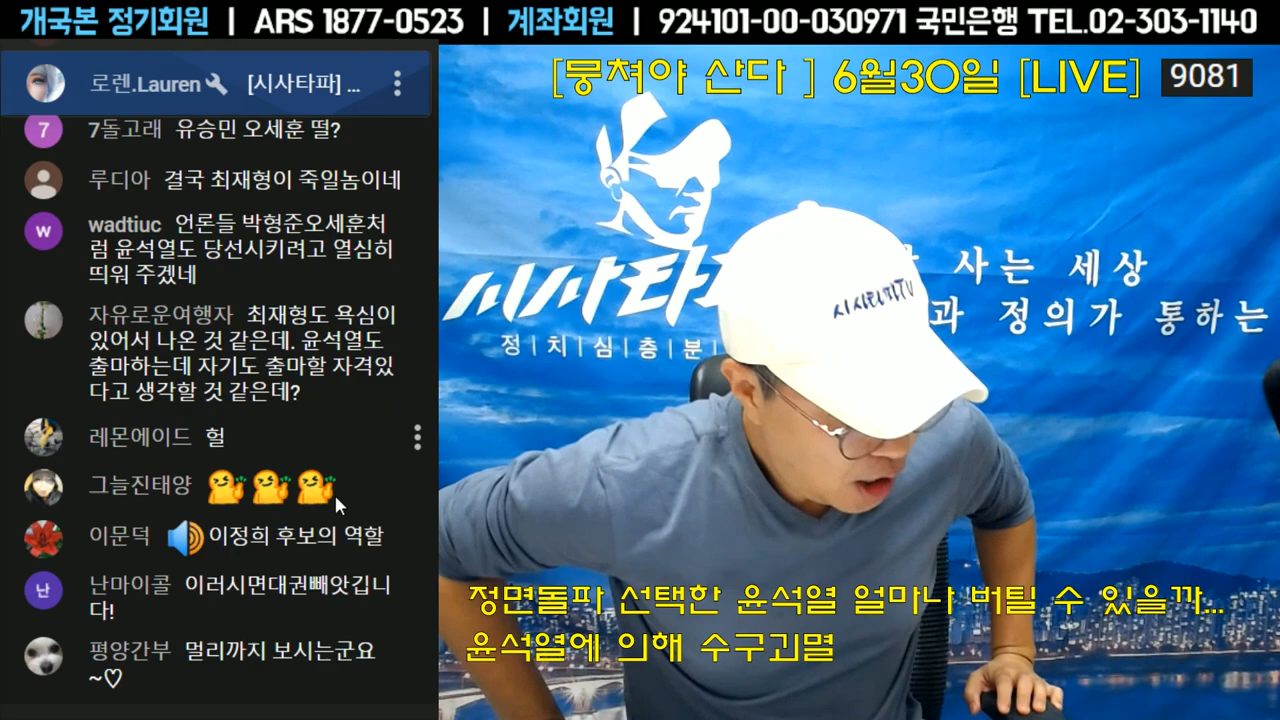 개국본 정기회원 | ARS 1877-0523 | 계좌회원 | 924101-00-030971 국민은행 TEL.02-303-1140
로렌.Lauren [시사타파] ...
7 7돌고래 유승민 오세훈 떨?
루디아 결국 최재형이 죽일놈이네
w wadtiuc 언론들 박형준오세훈처
럼 윤석열도 당선시키려고 열심히
띄워 주겠네
자유로운여행자 최재형도 욕심이
있어서 나온 것 같은데. 윤석열도
출마하는데 자기도 출마할 자격있
다고 생각할 것 같은데?
레몬에이드 헐
그늘진태양
이문덕 이정희 후보의 역할
난 난마이콜 이러시면대권빼앗깁니
다!
평양간부 멀리까지 보시는군요
~♡
[뭉쳐야 산다 ] 6월30일 [LIVE] 9081
시사타
정|치|심|층|분|
사는 세상
과 정의가 통하는
시사타파TV
정면돌파 선택한 윤석열 얼마나 버틸 수 있을까...
윤석열에 의해 수구괴멸